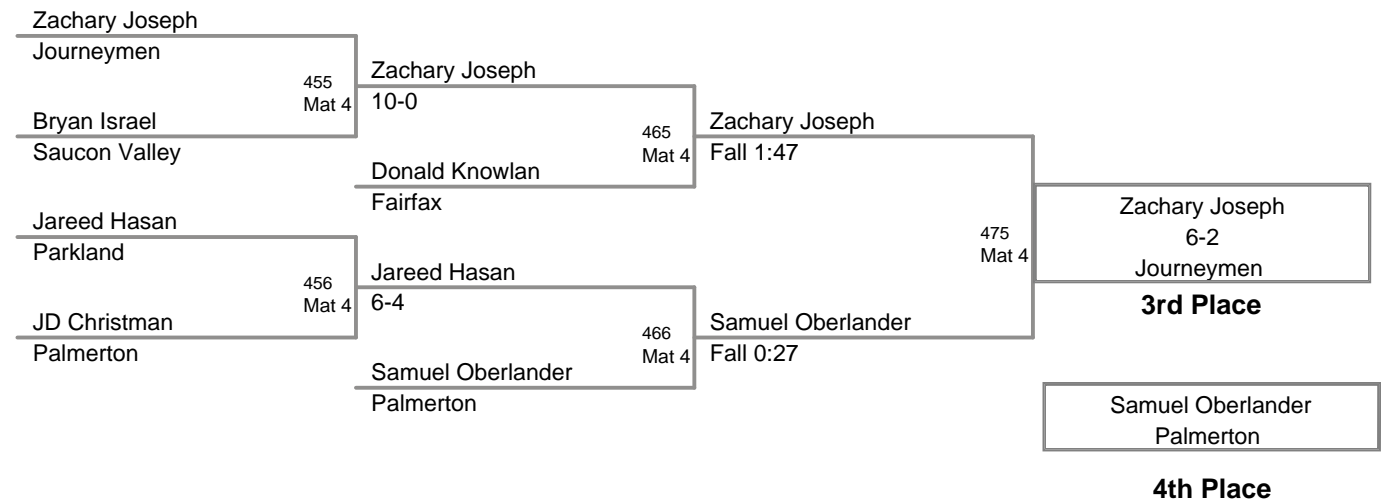 Zachary Joseph
Journeymen
455
Mat 4
Bryan Israel
Saucon Valley
Jareed Hasan
Parkland
456
Mat 4
JD Christman
Palmerton
Zachary Joseph
10-0
465
Mat 4
Donald Knowlan
Fairfax
Jareed Hasan
6-4
466
Mat 4
Samuel Oberlander
Palmerton
Zachary Joseph
Fall 1:47
475
Mat 4
Samuel Oberlander
Fall 0:27
Zachary Joseph
6-2
Journeymen
3rd Place
Samuel Oberlander
Palmerton
4th Place